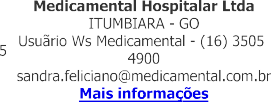 Medicamental Hospitalar Ltda
ITUMBIARA - GO
Usuário Ws Medicamental - (16) 3505
5
4900
sandra.feliciano@medicamental.com.br
Mais informações